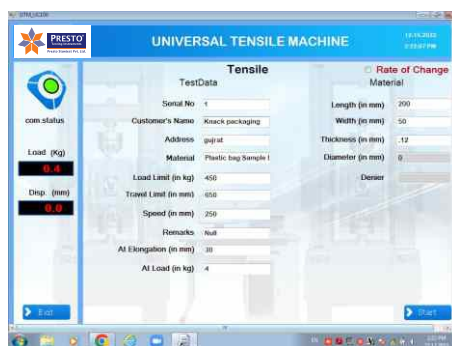 PRESTO
UNIVERSAL TENSILE MACHINE
Tensile
Rate of Change
TestData
Material
com.status
Load (Kg)
0.4
Disp. (mm)
0.0
Serial No 1
Customer's Name Knack packaging
Address gujrat
Material Plastic bag Sample
Load Limit (in kg) 450
Travel Limit (in mm) 650
Speed (in mm) 250
Remarks Null
At Elongation (in mm) 30
At Load (in kg) 4
Length (in mm) 200
Width (in mm) 50
Thickness (in mm) .12
Diameter (in mm) 0
Denier
Exit
Start